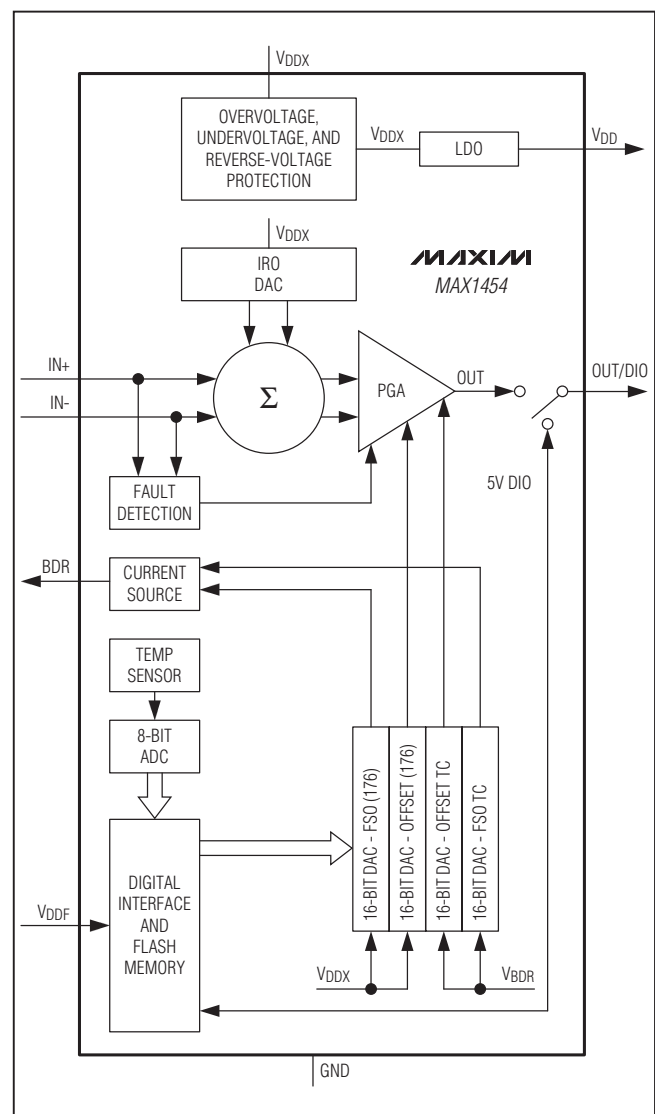 VDDX
OVERVOLTAGE,
UNDERVOLTAGE, AND
REVERSE-VOLTAGE
PROTECTION
VDDX
LDO
VDD
VDDX
IRO
DAC
MAXIM
MAX1454
IN+
IN-
Σ
PGA
OUT
OUT/DIO
5V DIO
FAULT
DETECTION
BDR
CURRENT
SOURCE
TEMP
SENSOR
8-BIT
ADC
DIGITAL
INTERFACE
AND
FLASH
MEMORY
VDDF
16-BIT DAC - FSO (176)
16-BIT DAC - OFFSET (176)
16-BIT DAC - OFFSET TC
16-BIT DAC - FSO TC
VDDX
VBDR
GND